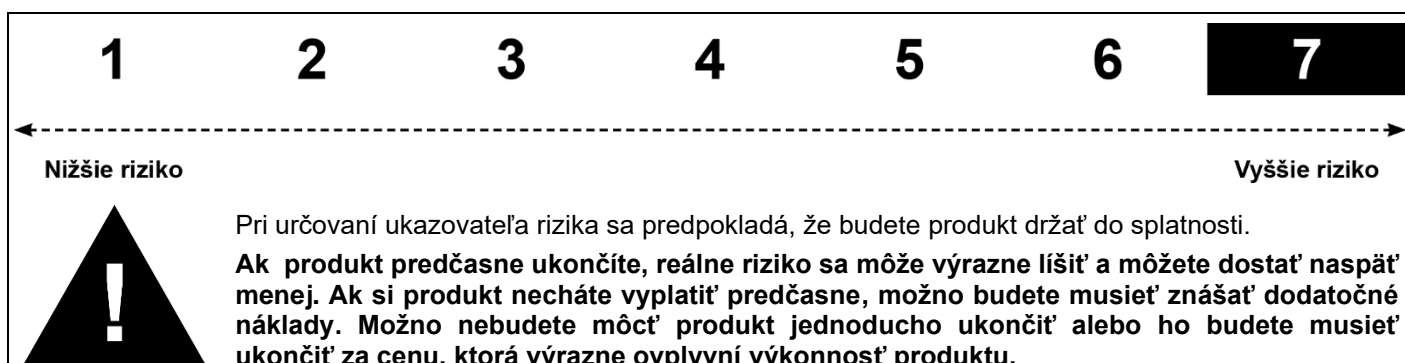 1 2 3 4 5 6 7
Nižšie riziko Vyššie riziko
!
Pri určovaní ukazovateľa rizika sa predpokladá, že budete produkt držať do splatnosti.
Ak produkt predčasne ukončíte, reálne riziko sa môže výrazne líšiť a môžete dostať naspäť
menej. Ak si produkt necháte vyplatiť predčasne, možno budete musieť znášať dodatočné
náklady. Možno nebudete môcť produkt jednoducho ukončiť alebo ho budete musieť
ukončiť za cenu, ktorá výrazne ovplyvní výkonnosť produktu.